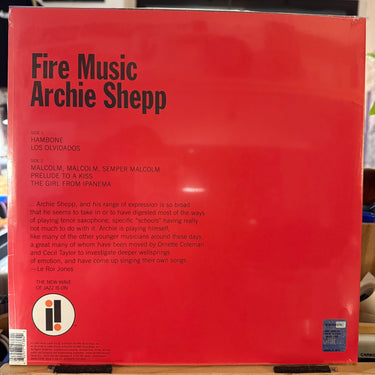 Fire Music
Archie Shepp
SIDE 1
HAMBONE
LOS OLVIDADOS
SIDE 2
MALCOLM, MALCOLM, SEMPER MALCOLM
PRELUDE TO A KISS
THE GIRL FROM IPANEMA
... Archie Shepp, and his range of expression is so broad
that he seems to take in or to have digested most of the ways
of playing tenor saxophone; specific "schools" having really
not much to do with it. Archie is playing himself,
like many of the other younger musicians around these days,
a great many of whom have been moved by Ornette Coleman
and Cecil Taylor to investigate deeper wellsprings
of emotion, and have come up singing their own songs.
—Le Roi Jones
THE NEW WAVE
OF JAZZ IS ON
i!